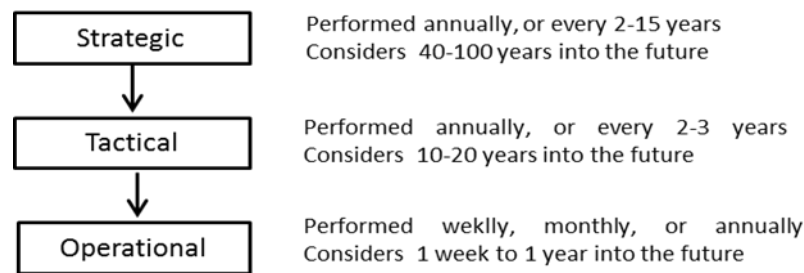 Strategic
Performed annually, or every 2-15 years
Considers 40-100 years into the future
Tactical
Performed annually, or every 2-3 years
Considers 10-20 years into the future
Operational
Performed weklly, monthly, or annually
Considers 1 week to 1 year into the future